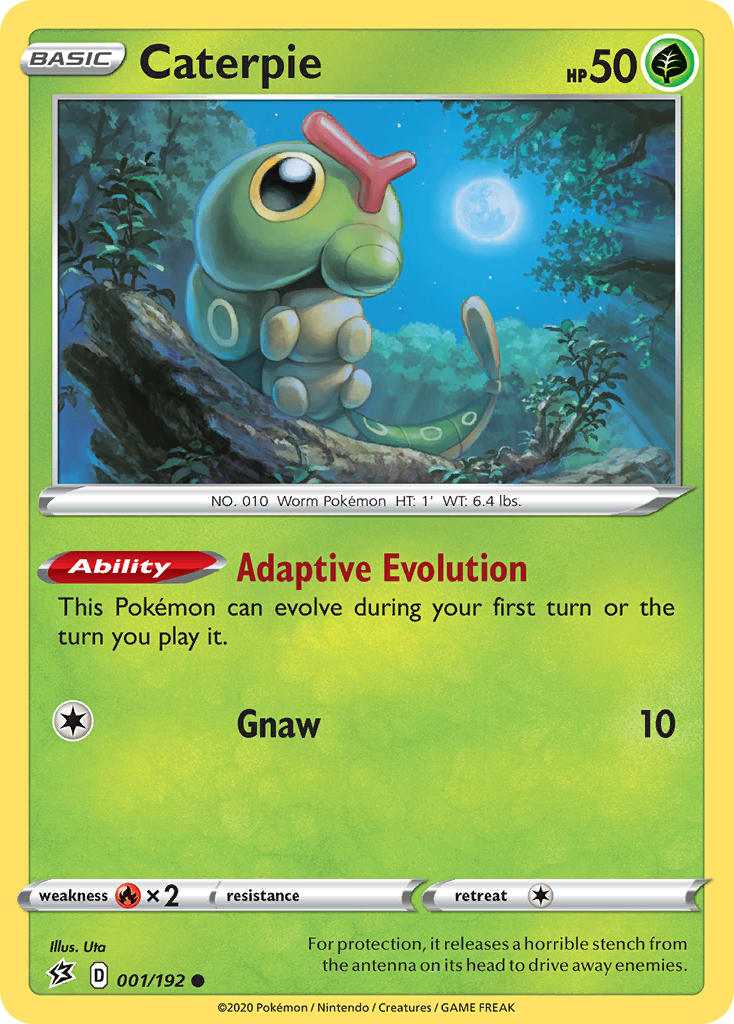 BASIC Caterpie HP 50
NO. 010 Worm Pokémon HT: 1' WT: 6.4 lbs.
Ability Adaptive Evolution
This Pokémon can evolve during your first turn or the
turn you play it.
Gnaw 10
weakness ×2 resistance retreat
Illus. Uta
For protection, it releases a horrible stench from
the antenna on its head to drive away enemies.
D 001/192
©2020 Pokémon / Nintendo / Creatures / GAME FREAK